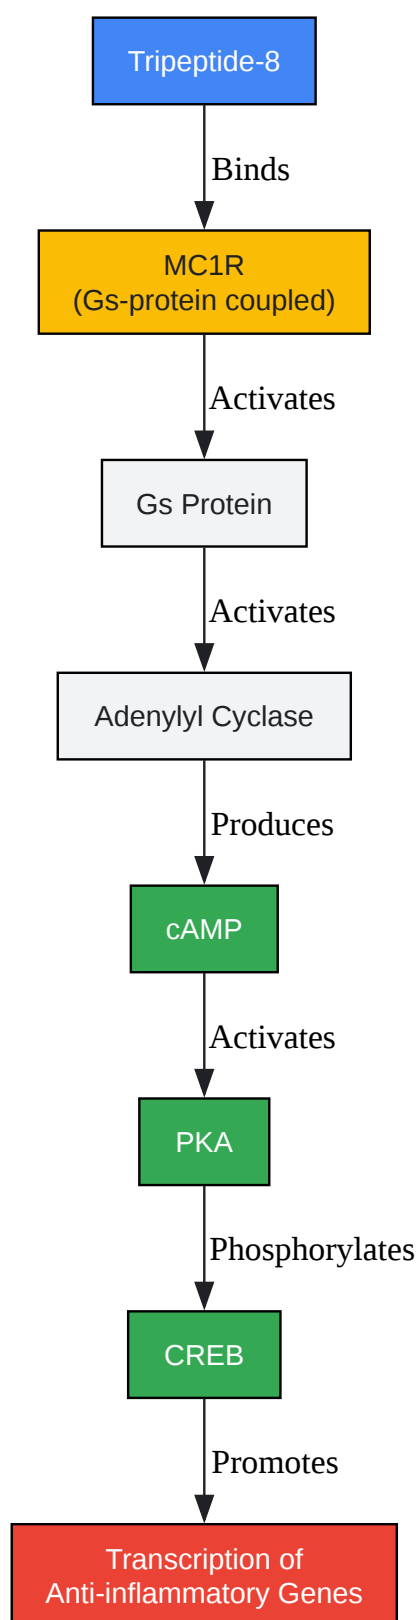 Tripeptide-8
Binds
MC1R
(Gs-protein coupled)
Activates
Gs Protein
Activates
Adenylyl Cyclase
Produces
cAMP
Activates
PKA
Phosphorylates
CREB
Promotes
Transcription of
Anti-inflammatory Genes